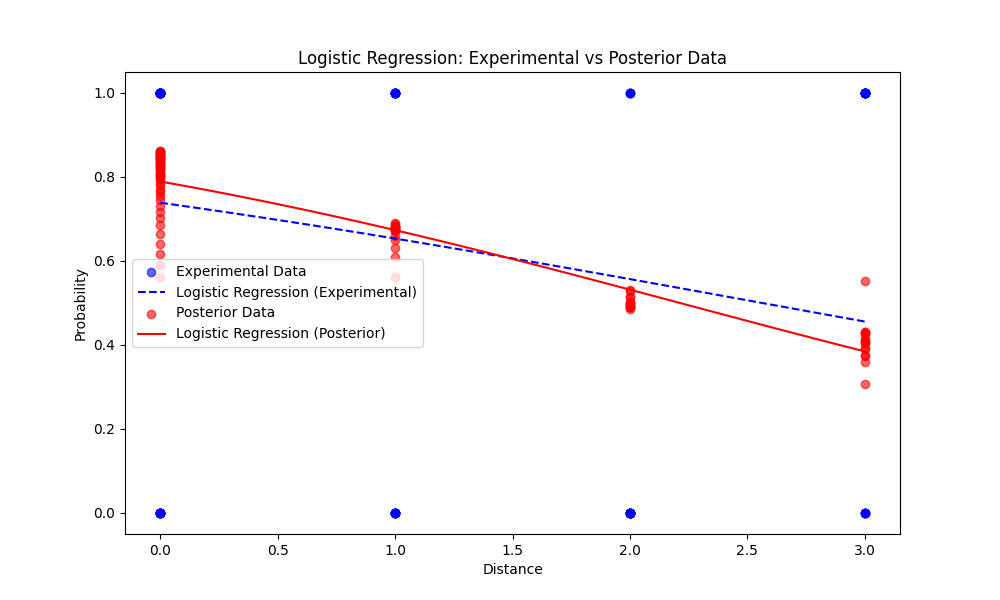 Logistic Regression: Experimental vs Posterior Data
1.0
0.8
0.6
0.4
0.2
0.0
Probability
Experimental Data
Logistic Regression (Experimental)
Posterior Data
Logistic Regression (Posterior)
0.0 0.5 1.0 1.5 2.0 2.5 3.0
Distance